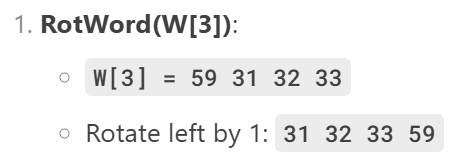 1. RotWord(W[3]):
○ W[3] = 59 31 32 33
○ Rotate left by 1: 31 32 33 59